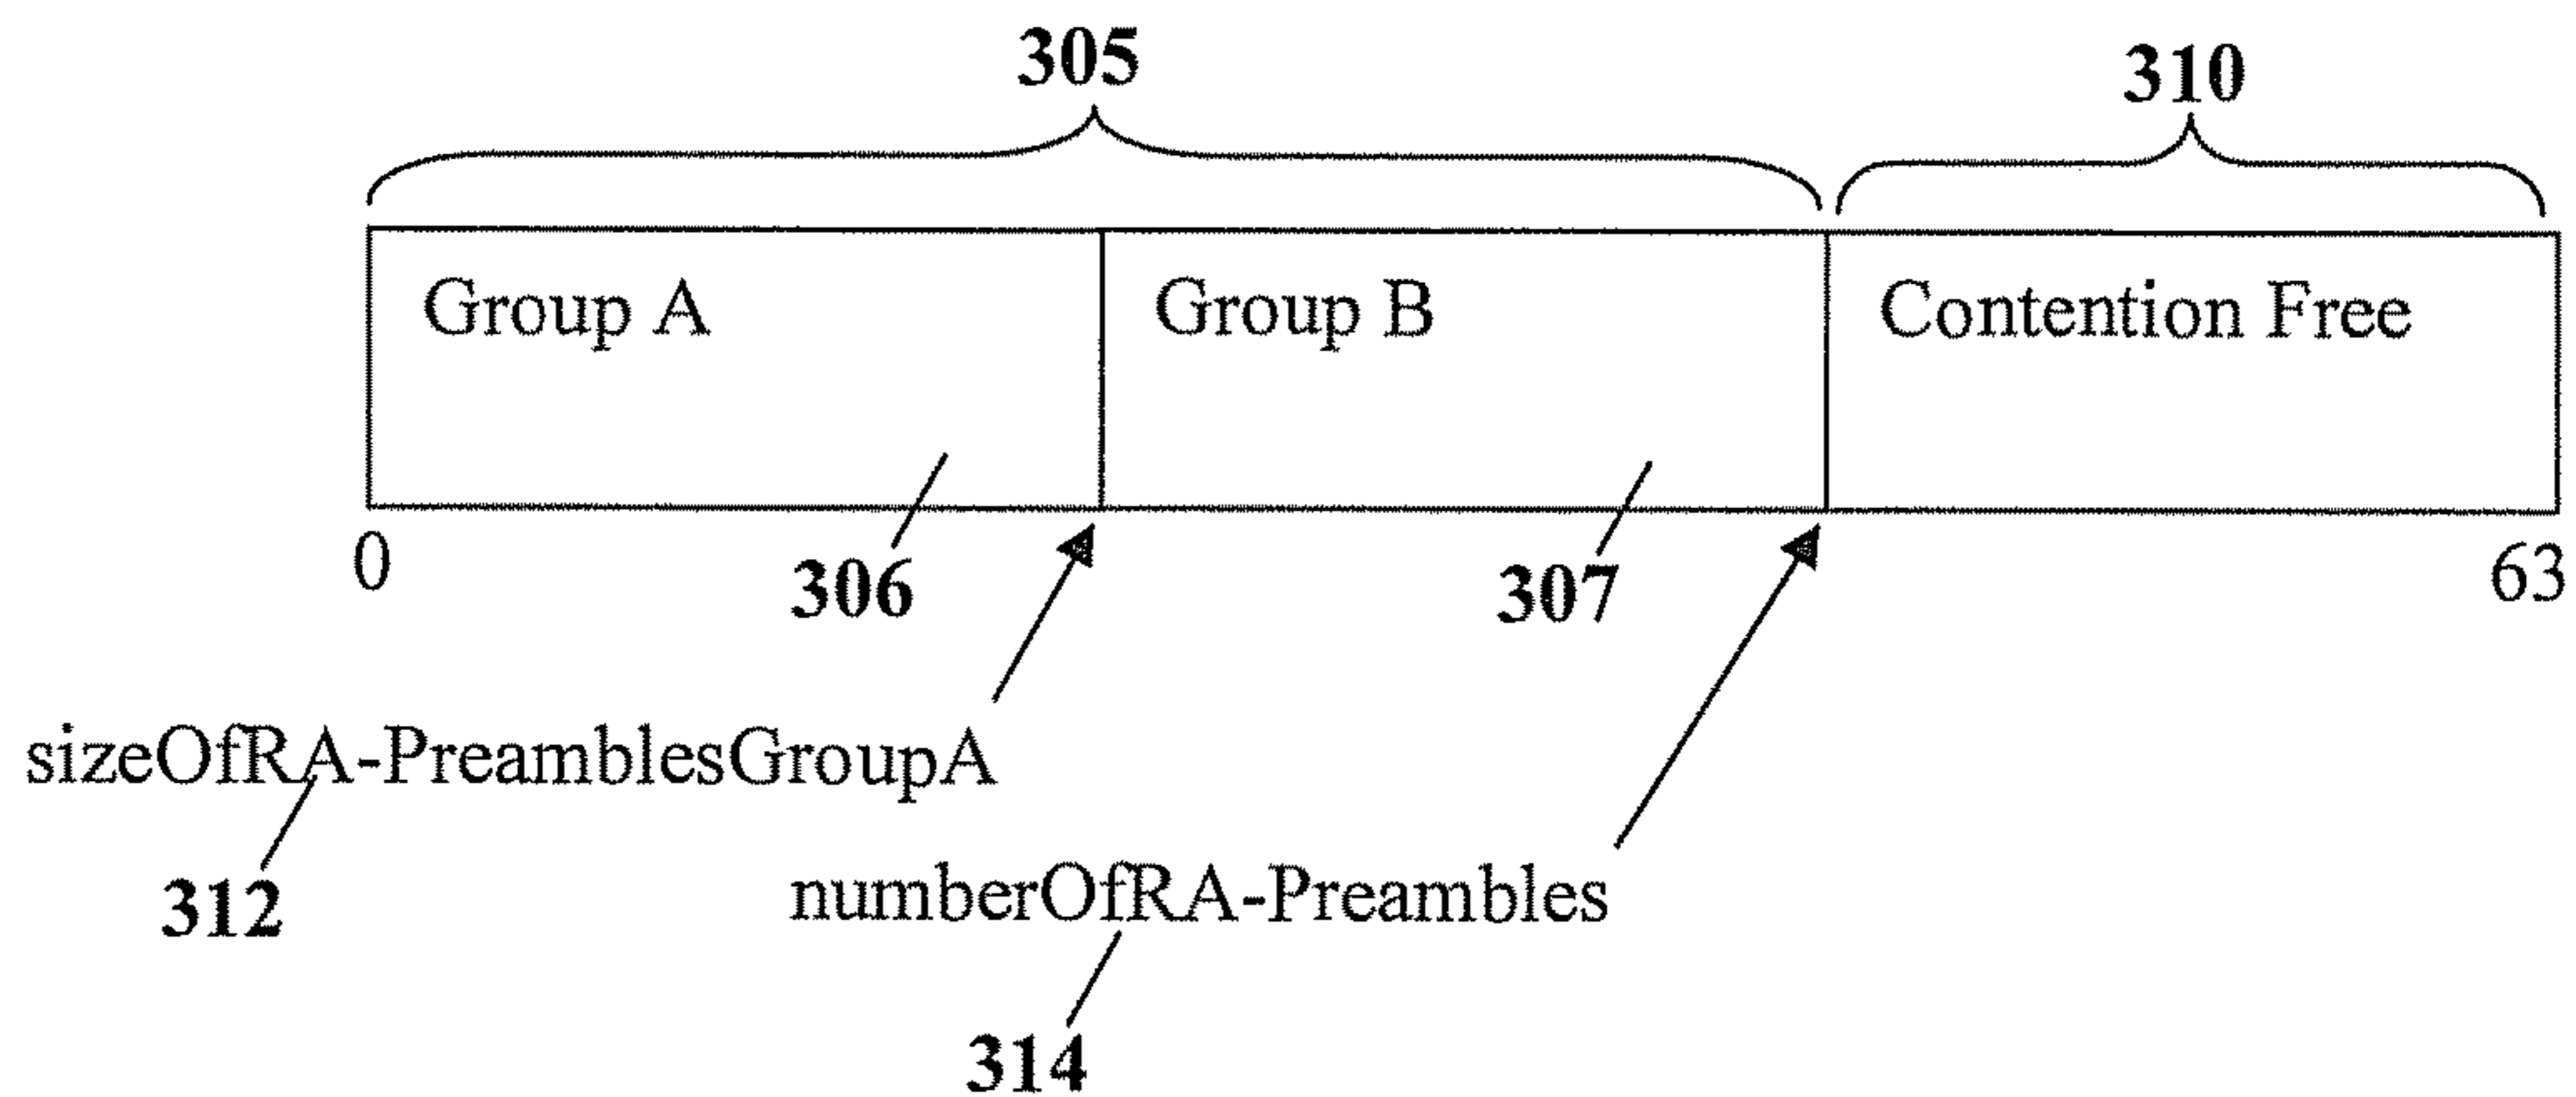 305
310
Group A
Group B
Contention Free
0
306
307
63
sizeOfRA-PreamblesGroupA
312
numberOfRA-Preambles
314